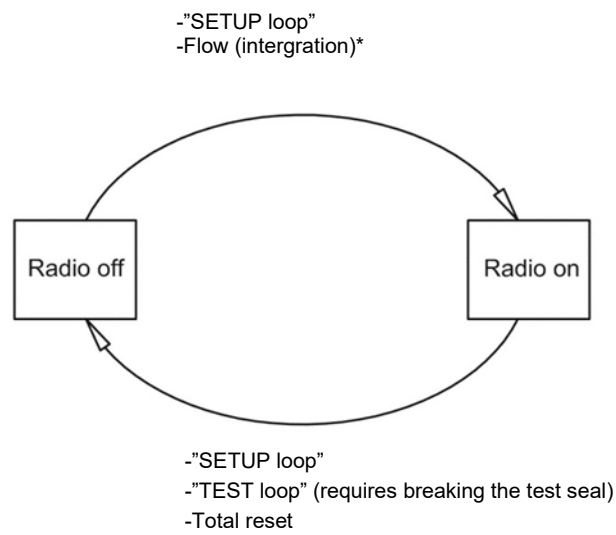 -”SETUP loop”
-Flow (intergration)*
Radio off
Radio on
-”SETUP loop”
-”TEST loop” (requires breaking the test seal)
-Total reset